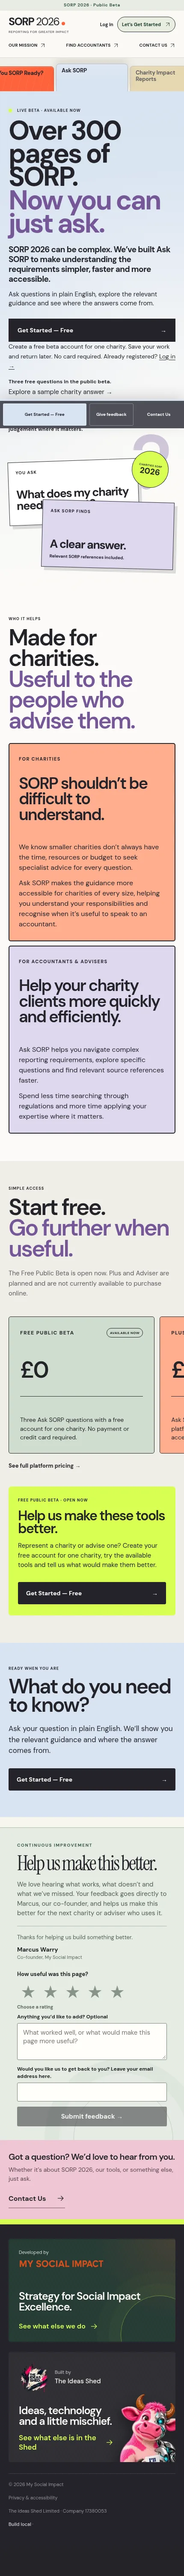 SORP 2026 · Public Beta
SORP 2026
REPORTING FOR GREATER IMPACT
Log in
Let's Get Started
OUR MISSION
FIND ACCOUNTANTS
CONTACT US
You SORP Ready?
Ask SORP
Charity Impact
Reports
LIVE BETA · AVAILABLE NOW
Over 300
pages of
SORP.
Now you can
just ask.
SORP 2026 can be complex. We've built Ask
SORP to make understanding the
requirements simpler, faster and more
accessible.
Ask questions in plain English, explore the relevant
guidance and see where the answers come from.
Get Started — Free →
Create a free beta account for charities. Save your work
and return later. No card required. Already registered? Log in
→
Three free questions in the public beta.
Explore a sample charity answer →
Get Started — Free
Give feedback
Contact Us
judgement where it matters.
2
YOU ASK
CHARITIES SORP
2026
What does my charity
need
ASK SORP FINDS
A clear answer.
Relevant SORP references included.
WHO IT HELPS
Made for
charities.
Useful to the
people who
advise them.
FOR CHARITIES
SORP shouldn't be
difficult to
understand.
We know smaller charities don't always have
the time, resources or budget to seek
specialist advice for every question.
Ask SORP makes the guidance more
accessible for charities of every size, helping
you understand your responsibilities and
recognise when it's useful to speak to an
accountant.
FOR ACCOUNTANTS & ADVISERS
Help your charity
clients more quickly
and efficiently.
Ask SORP helps you navigate complex
reporting requirements, explore specific
questions and find relevant source references
faster.
Spend less time searching through
regulations and more time applying your
expertise where it matters.
SIMPLE ACCESS
Start free.
Go further when
useful.
The Free Public Beta is open now. Plus and Adviser are
planned and are not currently available to purchase
online.
FREE PUBLIC BETA
AVAILABLE NOW
£0
Three Ask SORP questions with a free
account for one charity. No payment or
credit card required.
PLUS
£
Ask S
platf
acce
See full platform pricing →
FREE PUBLIC BETA · OPEN NOW
Help us make these tools
better.
Represent a charity or advise one? Create your
free account for one charity, try the available
tools and tell us what would make them better.
Get Started — Free →
READY WHEN YOU ARE
What do you need
to know?
Ask your question in plain English. We'll show you
the relevant guidance and where the answer
comes from.
Get Started — Free →
CONTINUOUS IMPROVEMENT
Help us make this better.
We love hearing what works, what doesn't and
what we've missed. Your feedback goes directly to
Marcus, our co-founder, and helps us make this
better for the next charity or adviser who uses it.
Thanks for helping us build something better.
Marcus Warry
Co-founder, My Social Impact
How useful was this page?
★ ★ ★ ★ ★
Choose a rating
Anything you'd like to add? Optional
What worked well, or what would make this
page more useful?
Would you like us to get back to you? Leave your email
address here.
Submit feedback →
Got a question? We'd love to hear from you.
Whether it's about SORP 2026, our tools, or something else,
just ask.
Contact Us →
Developed by
MY SOCIAL IMPACT
Strategy for Social Impact
Excellence.
See what else we do →
Built by
The Ideas Shed
Ideas, technology
and a little mischief.
See what else is in the
Shed →
© 2026 My Social Impact
Privacy & accessibility
The Ideas Shed Limited · Company 17380053
Build local ·